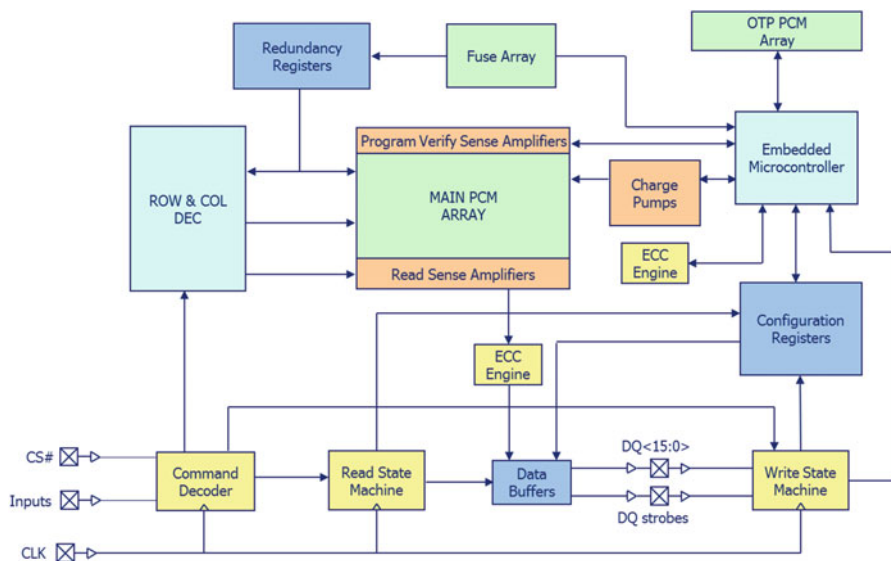 OTP PCM
Array
Redundancy
Registers
Fuse Array
Program Verify Sense Amplifiers
Embedded
Microcontroller
ROW & COL
DEC
MAIN PCM
ARRAY
Charge
Pumps
ECC
Engine
Read Sense Amplifiers
Configuration
Registers
ECC
Engine
CS#
Command
Decoder
Read State
Machine
Data
Buffers
DQ<15:0>
Write State
Machine
Inputs
DQ strobes
CLK